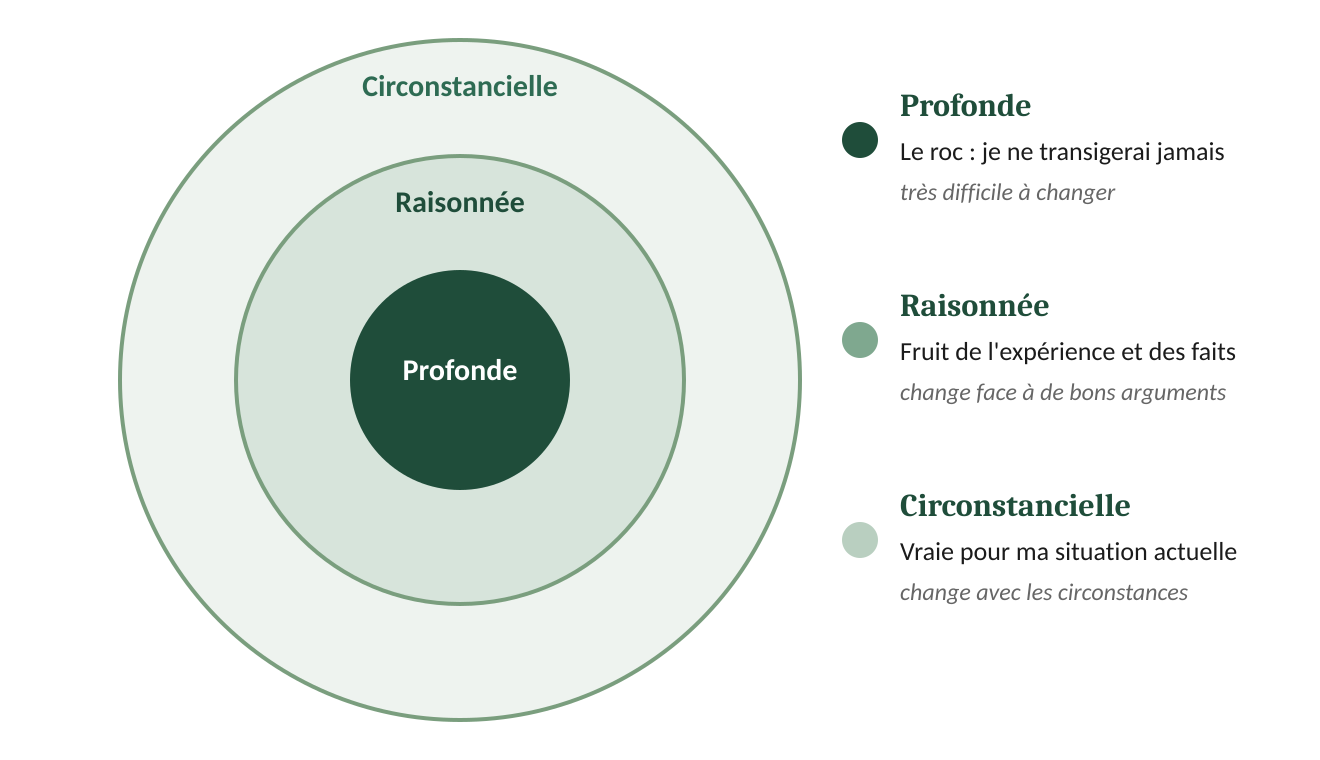 Circonstancielle
Raisonnée
Profonde
Profonde
Le roc : je ne transigerai jamais
très difficile à changer
Raisonnée
Fruit de l'expérience et des faits
change face à de bons arguments
Circonstancielle
Vraie pour ma situation actuelle
change avec les circonstances